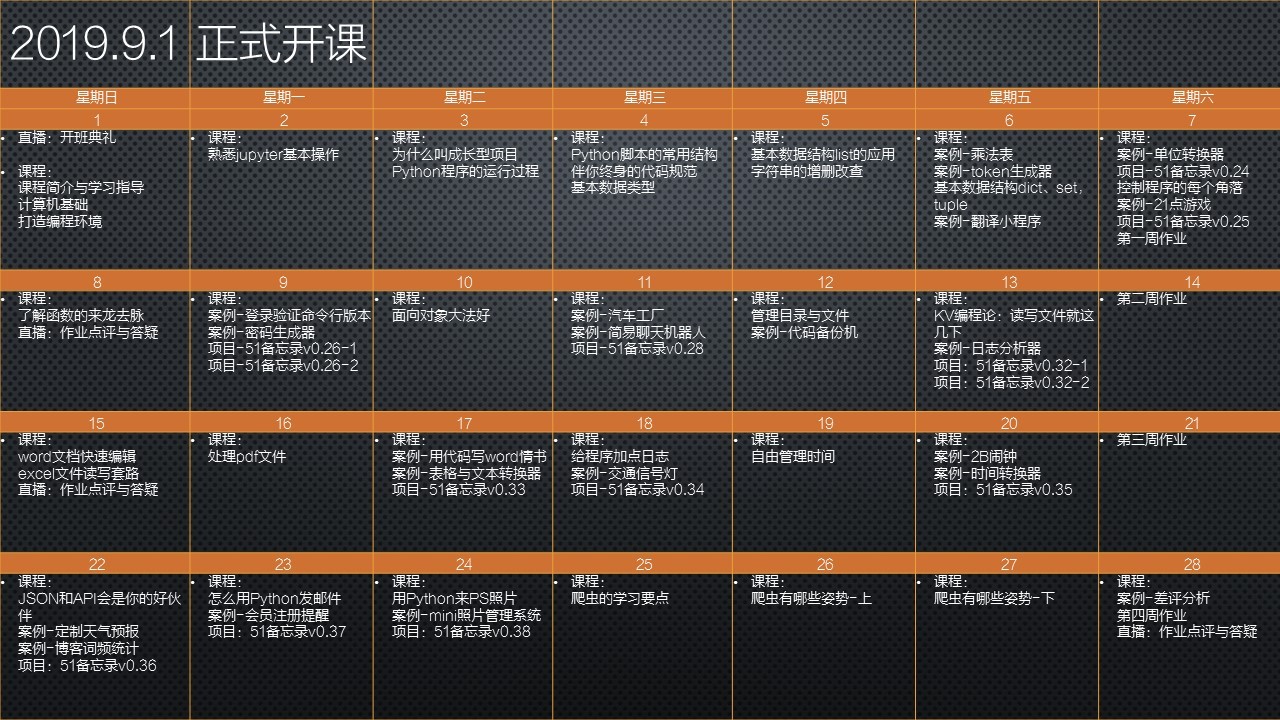 2019.9.1 正式开课
星期日
星期一
星期二
星期三
星期四
星期五
星期六
1
2
3
4
5
6
7
• 直播：开班典礼
• 课程：
课程简介与学习指导
计算机基础
打造编程环境
• 课程：
熟悉jupyter基本操作
• 课程：
为什么叫成长型项目
Python程序的运行过程
• 课程：
Python脚本的常用结构
伴你终身的代码规范
基本数据类型
• 课程：
基本数据结构list的应用
字符串的增删改查
• 课程：
案例-乘法表
案例-token生成器
基本数据结构dict、set，
tuple
案例-翻译小程序
• 课程：
案例-单位转换器
项目-51备忘录v0.24
控制程序的每个角落
案例-21点游戏
项目-51备忘录v0.25
第一周作业
8
9
10
11
12
13
14
• 课程：
了解函数的来龙去脉
直播：作业点评与答疑
• 课程：
案例-登录验证命令行版本
案例-密码生成器
项目-51备忘录v0.26-1
项目-51备忘录v0.26-2
• 课程：
面向对象大法好
• 课程：
案例-汽车工厂
案例-简易聊天机器人
项目-51备忘录v0.28
• 课程：
管理目录与文件
案例-代码备份机
• 课程：
KV编程论：读写文件就这
几下
案例-日志分析器
项目：51备忘录v0.32-1
项目：51备忘录v0.32-2
• 第二周作业
15
16
17
18
19
20
21
• 课程：
word文档快速编辑
excel文件读写套路
直播：作业点评与答疑
• 课程：
处理pdf文件
• 课程：
案例-用代码写word情书
案例-表格与文本转换器
项目-51备忘录v0.33
• 课程：
给程序加点日志
案例-交通信号灯
项目-51备忘录v0.34
• 课程：
自由管理时间
• 课程：
案例-2B闹钟
案例-时间转换器
项目：51备忘录v0.35
• 第三周作业
22
23
24
25
26
27
28
• 课程：
JSON和API会是你的好伙
伴
案例-定制天气预报
案例-博客词频统计
项目：51备忘录v0.36
• 课程：
怎么用Python发邮件
案例-会员注册提醒
项目：51备忘录v0.37
• 课程：
用Python来PS照片
案例-mini照片管理系统
项目：51备忘录v0.38
• 课程：
爬虫的学习要点
• 课程：
爬虫有哪些姿势-上
• 课程：
爬虫有哪些姿势-下
• 课程：
案例-差评分析
第四周作业
直播：作业点评与答疑